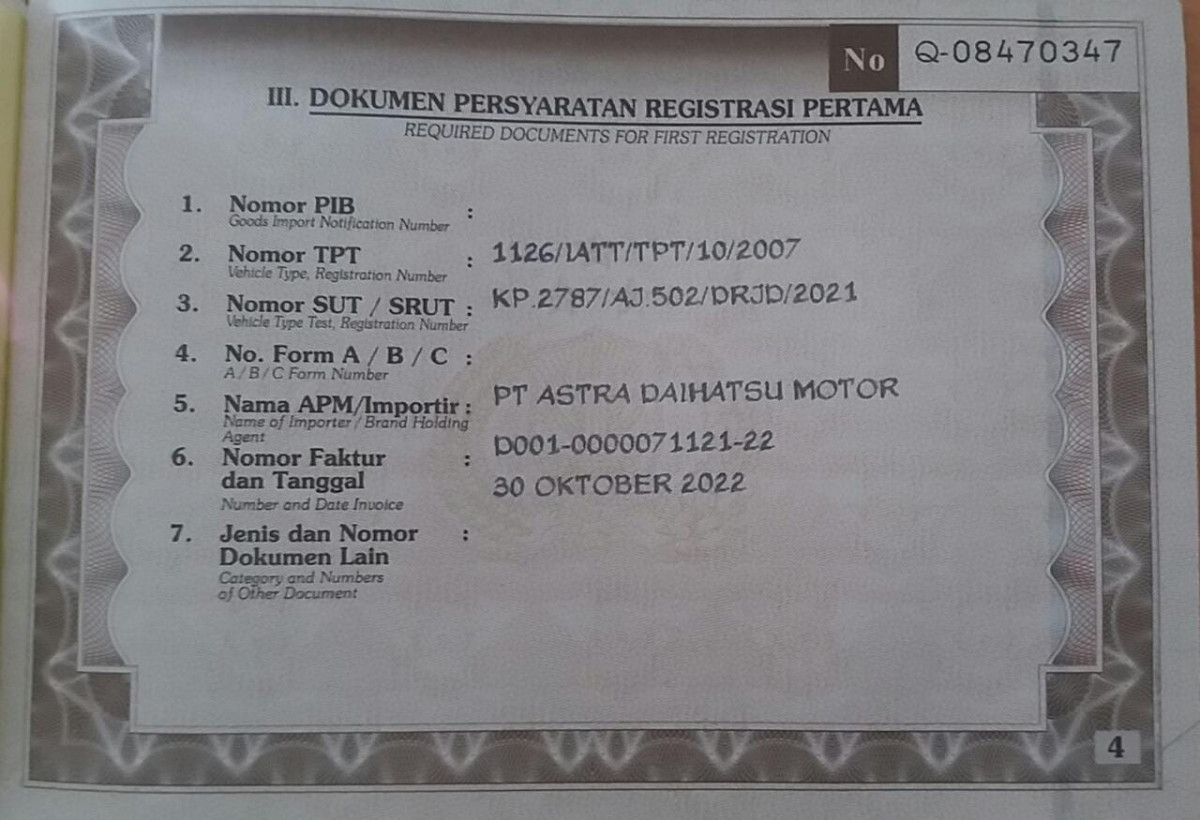 No Q-08470347
III. DOKUMEN PERSYARATAN REGISTRASI PERTAMA
REQUIRED DOCUMENTS FOR FIRST REGISTRATION
1. Nomor PIB :
Goods Import Notification Number
2. Nomor TPT : 1126/IATT/TPT/10/2007
Vehicle Type, Registration Number
3. Nomor SUT / SRUT : KP.2787/AJ.502/DRJD/2021
Vehicle Type Test, Registration Number
4. No. Form A / B / C :
A / B / C Form Number
5. Nama APM/Importir : PT ASTRA DAIHATSU MOTOR
Name of Importer / Brand Holding
Agent
6. Nomor Faktur : D001-0000071121-22
dan Tanggal 30 OKTOBER 2022
Number and Date Invoice
7. Jenis dan Nomor :
Dokumen Lain
Category and Numbers
of Other Document
4